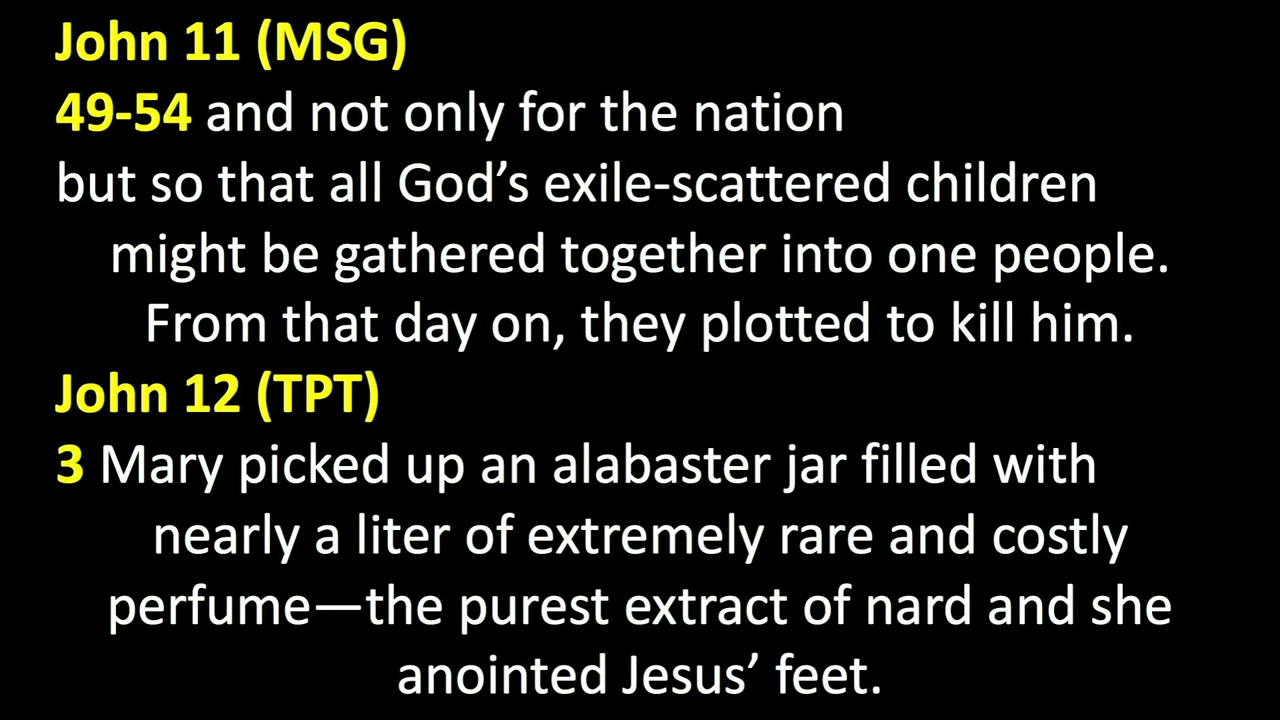 John 11 (MSG)
49-54 and not only for the nation
but so that all God’s exile-scattered children
might be gathered together into one people.
From that day on, they plotted to kill him.
John 12 (TPT)
3 Mary picked up an alabaster jar filled with
nearly a liter of extremely rare and costly
perfume—the purest extract of nard and she
anointed Jesus’ feet.